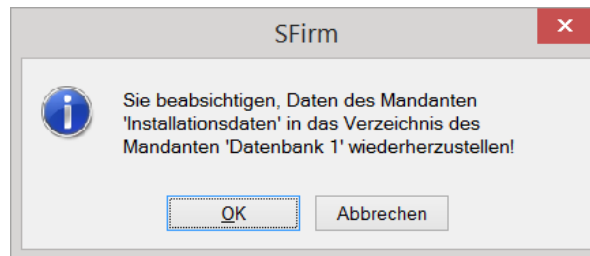 SFirm
Sie beabsichtigen, Daten des Mandanten
'Installationsdaten' in das Verzeichnis des
Mandanten 'Datenbank 1' wiederherzustellen!
OK
Abbrechen